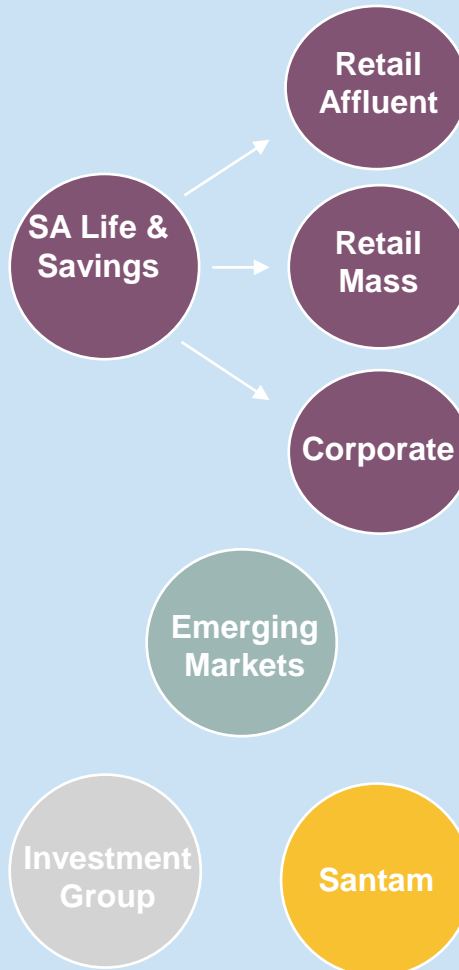 Retail
Affluent
SA Life &
Savings
Retail
Mass
Corporate
Emerging
Markets
Investment
Group
Santam